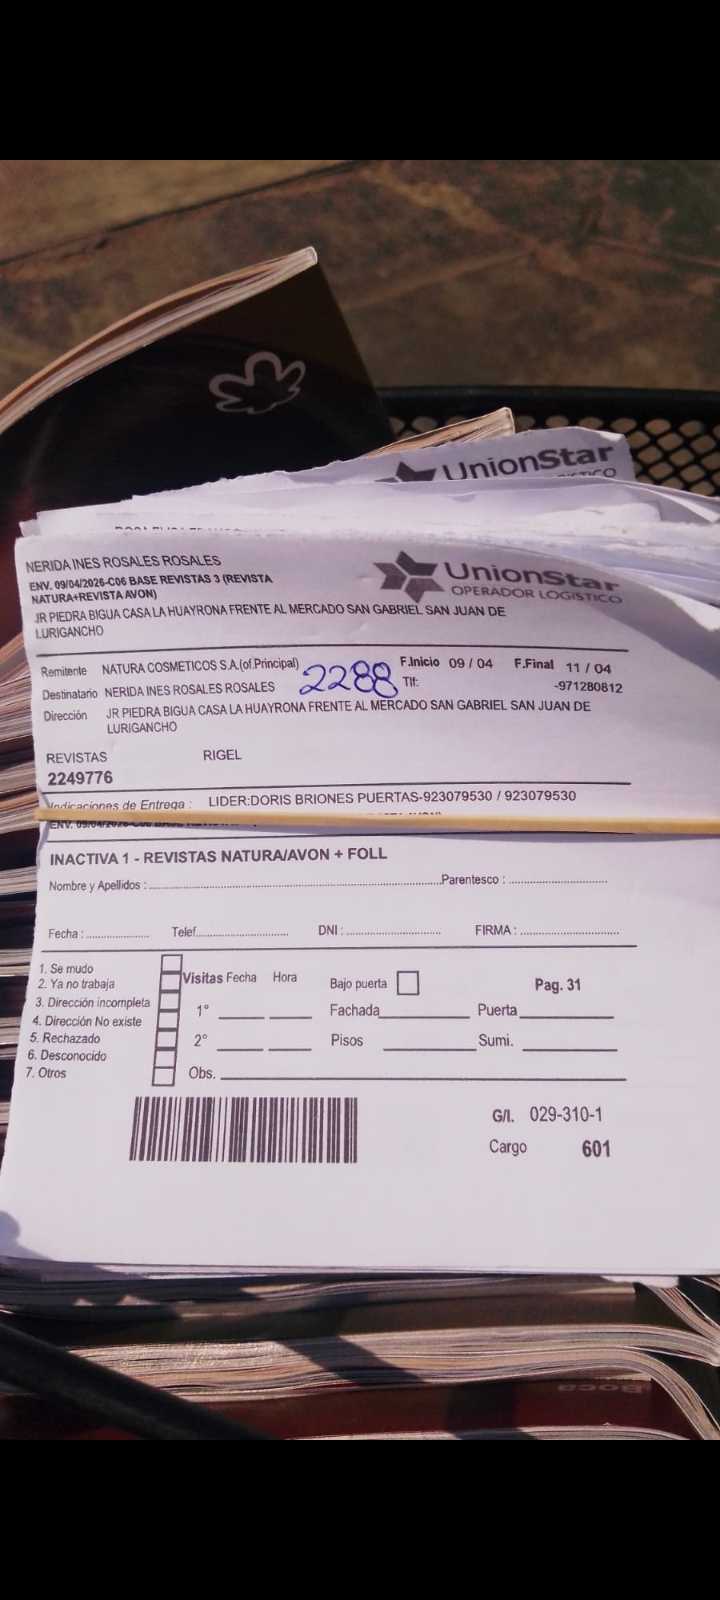 UnionStar
NERIDA INES ROSALES ROSALES
ENV. 09/04/2026-C06 BASE REVISTAS 3 (REVISTA
NATURA+REVISTA AVON)
JR PIEDRA BIGUA CASA LA HUAYRONA FRENTE AL MERCADO SAN GABRIEL SAN JUAN DE
LURIGANCHO
UnionStar
OPERADOR LOGISTICO
Remitente NATURA COSMETICOS S.A.(of.Principal) F.Inicio 09 / 04 F.Final 11 / 04
Destinatario NERIDA INES ROSALES ROSALES 2288 Tlf: -971280812
Dirección JR PIEDRA BIGUA CASA LA HUAYRONA FRENTE AL MERCADO SAN GABRIEL SAN JUAN DE
LURIGANCHO
REVISTAS RIGEL
2249776
Indicaciones de Entrega : LIDER:DORIS BRIONES PUERTAS-923079530 / 923079530
ENV. 09/04/2026-C06 BASE
INACTIVA 1 - REVISTAS NATURA/AVON + FOLL
Nombre y Apellidos : Parentesco :
Fecha : Telef. DNI : FIRMA :
1. Se mudo
2. Ya no trabaja
3. Dirección incompleta
4. Dirección No existe
5. Rechazado
6. Desconocido
7. Otros
Visitas Fecha Hora
1°
2°
Obs.
Bajo puerta
Fachada Puerta
Pisos Sumi.
Pag. 31
G/I. 029-310-1
Cargo 601
Boca